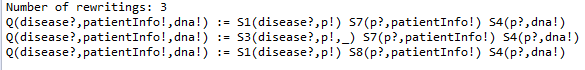 Number of rewritings: 3
Q(disease?,patientInfo!,dna!) := S1(disease?,p!) S7(p?,patientInfo!) S4(p?,dna!)
Q(disease?,patientInfo!,dna!) := S3(disease?,p!,_) S7(p?,patientInfo!) S4(p?,dna!)
Q(disease?,patientInfo!,dna!) := S1(disease?,p!) S8(p?,patientInfo!) S4(p?,dna!)